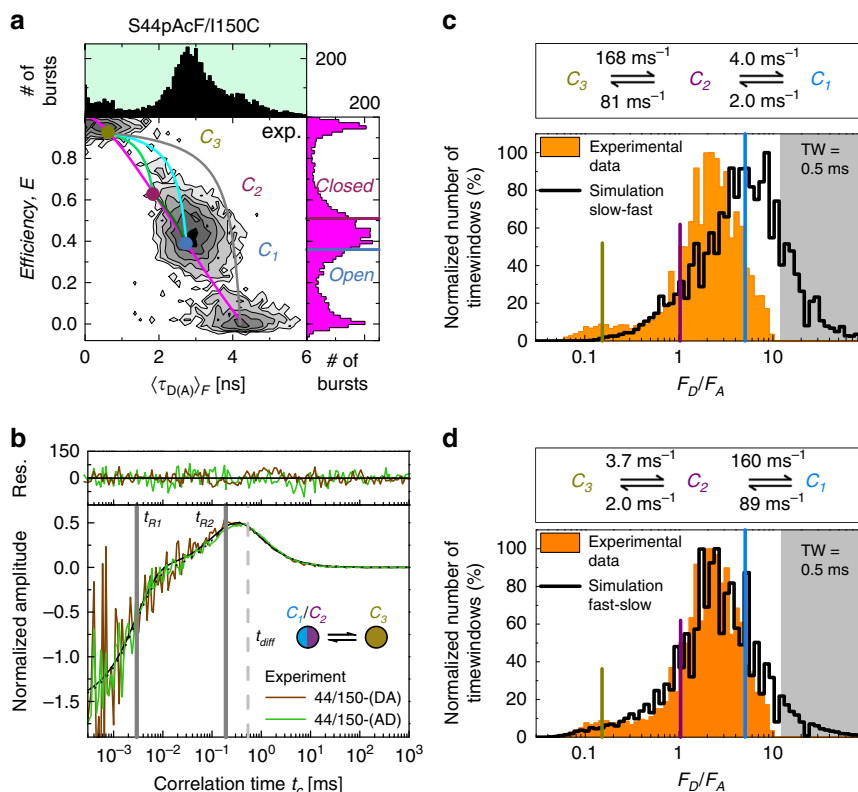 a
S44pAcF/I150C
# of
bursts
200
200
exp.
C3
C2
C1
Closed
Open
Efficiency, E
0.8
0.6
0.4
0.2
0.0
0
2
4
6
⟨τD(A)⟩F [ns]
# of
bursts
b
150
0
Res.
tR1
tR2
0.5
0.0
−0.5
−1.0
−1.5
Normalized amplitude
C1/C2
C3
tdiff
Experiment
44/150-(DA)
44/150-(AD)
10−3
10−2
10−1
100
101
102
103
Correlation time tc [ms]
c
168 ms−1
4.0 ms−1
C3
C2
C1
81 ms−1
2.0 ms−1
Experimental
data
Simulation
slow-fast
TW =
0.5 ms
100
80
60
40
20
0
Normalized number of
timewindows (%)
0.1
1
10
FD/FA
d
3.7 ms−1
160 ms−1
C3
C2
C1
2.0 ms−1
89 ms−1
Experimental
data
Simulation
fast-slow
TW =
0.5 ms
100
80
60
40
20
0
Normalized number of
timewindows (%)
0.1
1
10
FD/FA